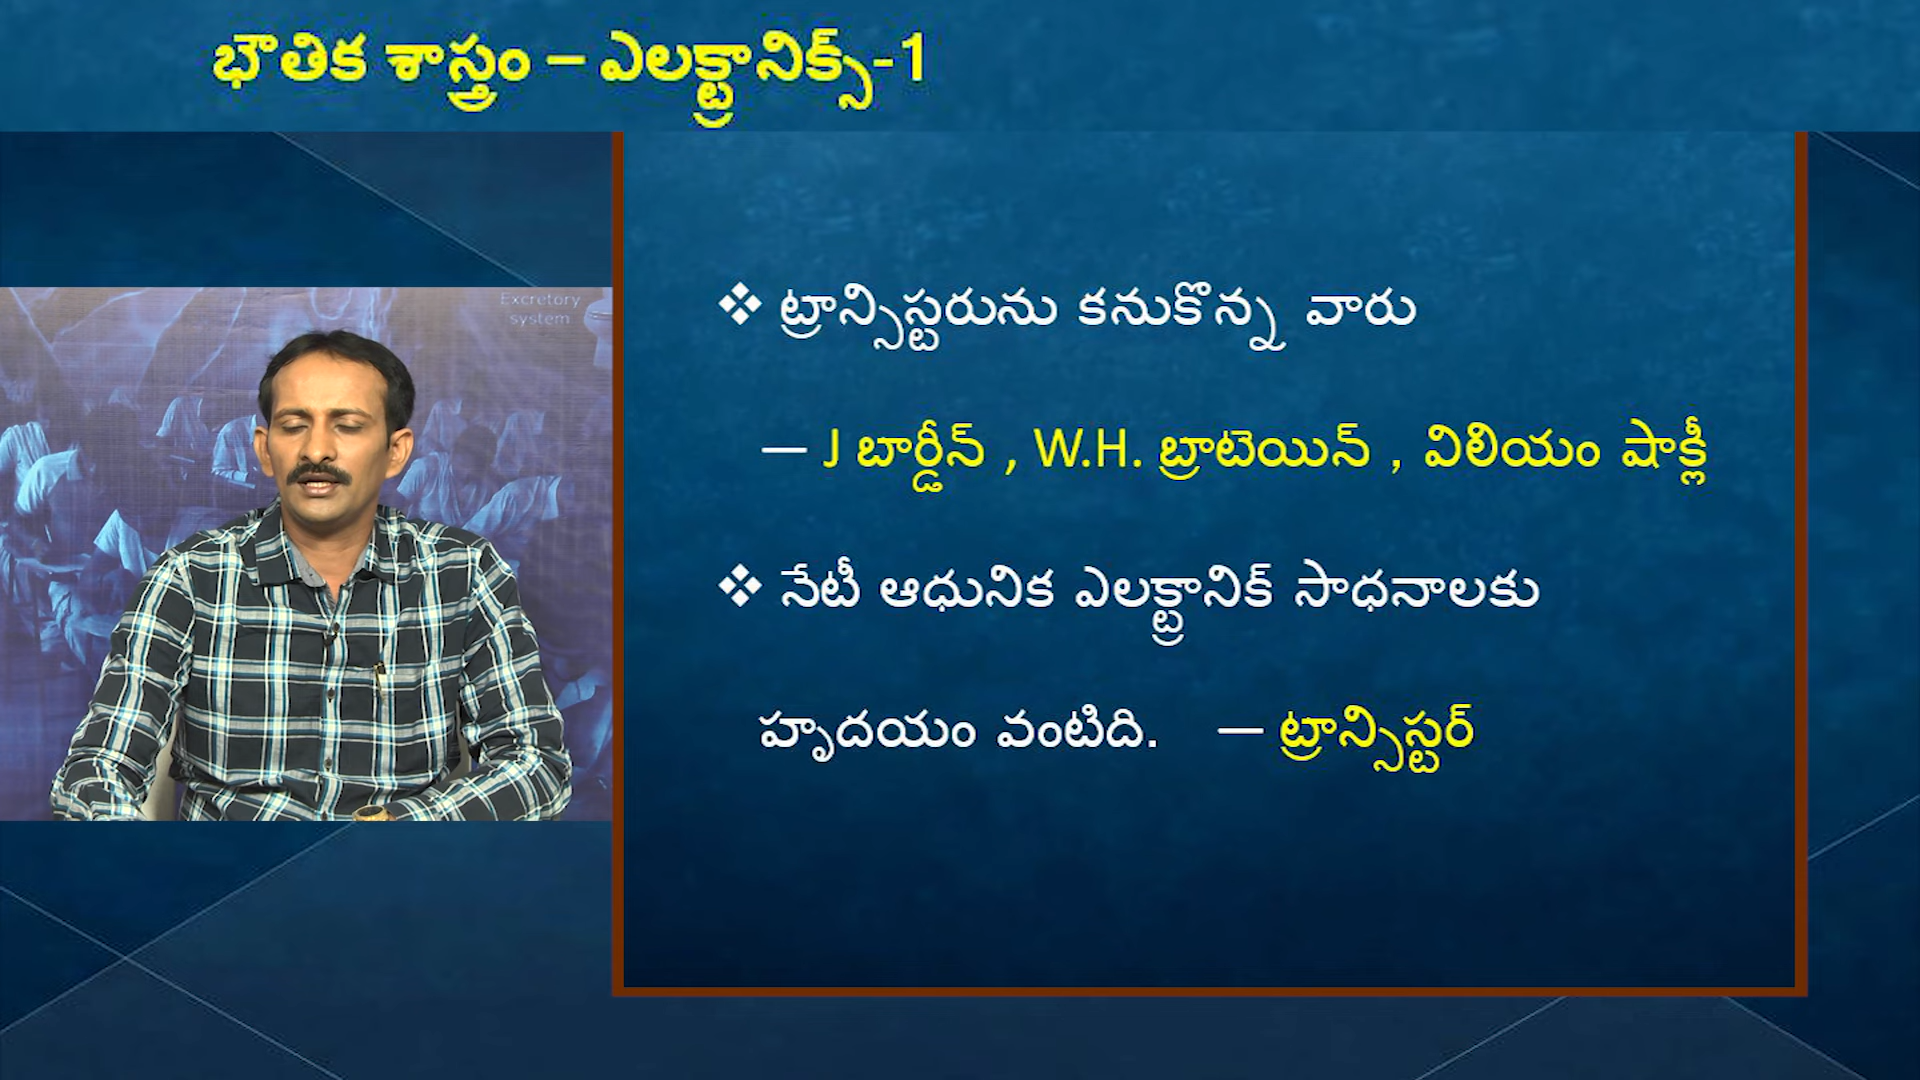 భౌతిక శాస్త్రం – ఎలక్ట్రానిక్స్-1
Excretory
system
❖ ట్రాన్సిస్టరును కనుకొన్న వారు
— J బార్డీన్ , W.H. బ్రాటెయిన్ , విలియం షాక్లీ
❖ నేటీ ఆధునిక ఎలక్ట్రానిక్ సాధనాలకు
హృదయం వంటిది. — ట్రాన్సిస్టర్